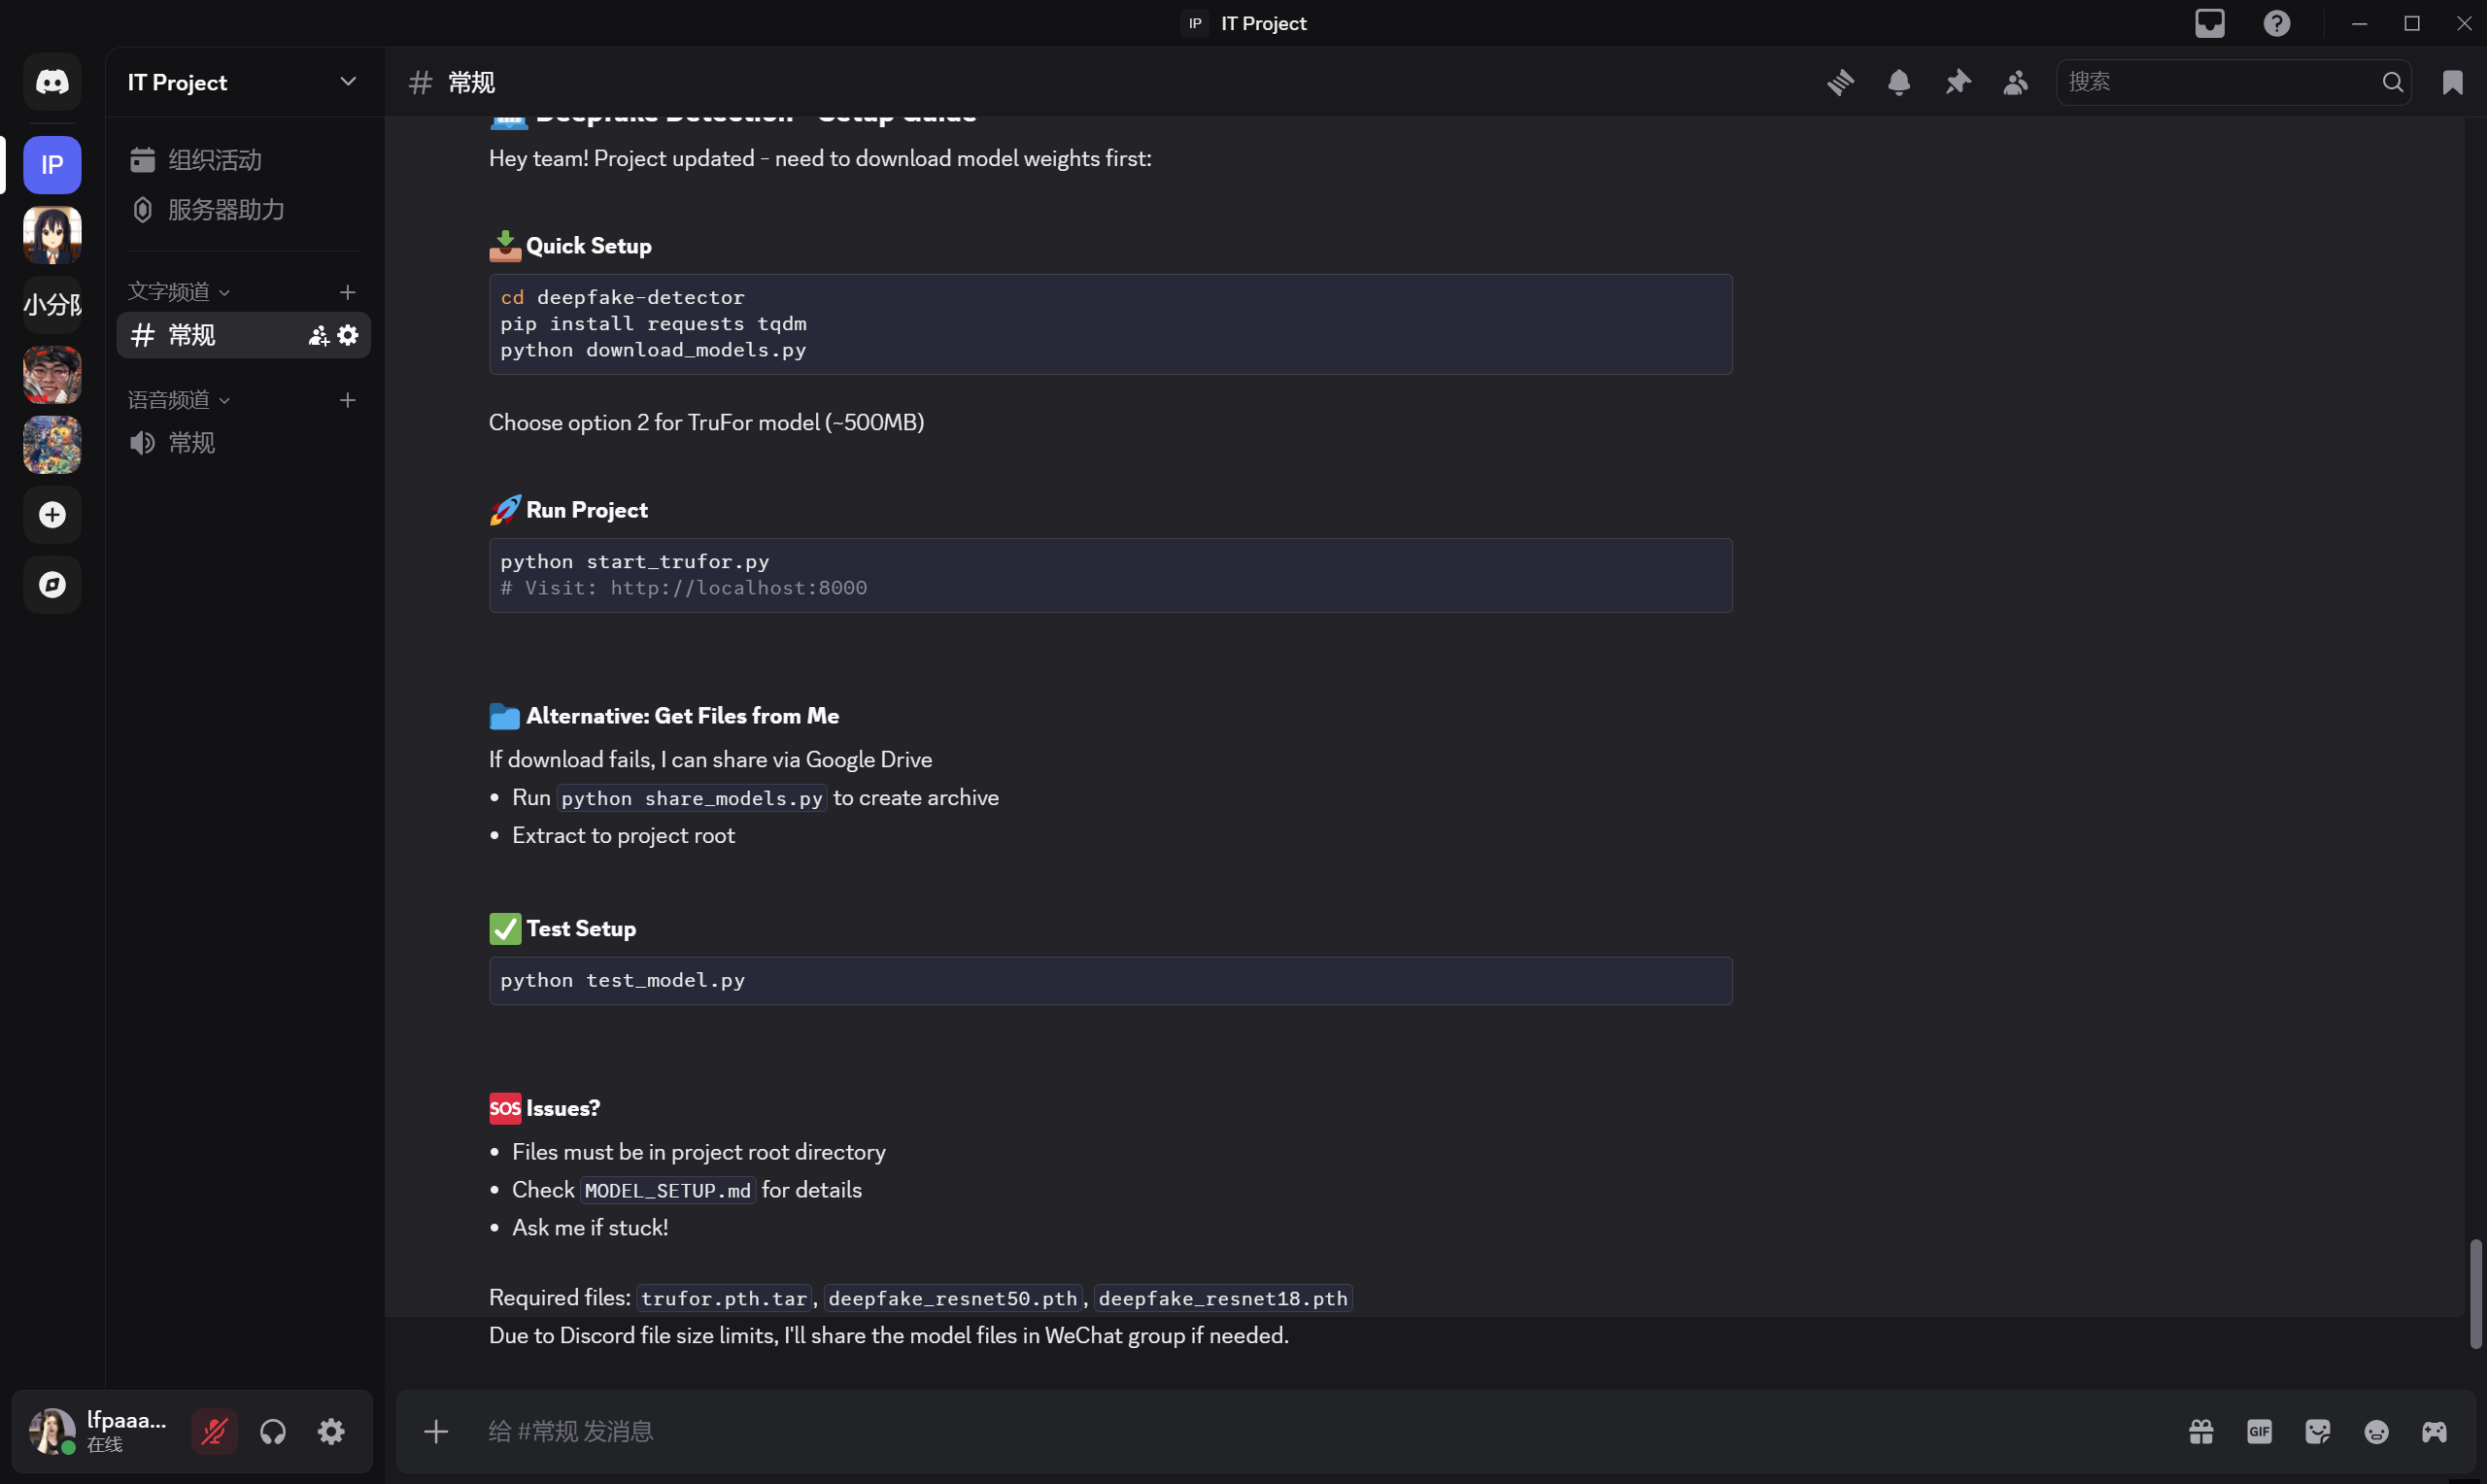 IP IT Project
IT Project
IP
小分队
组织活动
服务器助力
文字频道
常规
语音频道
常规
常规
搜索
Deepfake Detection - Setup Guide
Hey team! Project updated - need to download model weights first:
Quick Setup
cd deepfake-detector
pip install requests tqdm
python download_models.py
Choose option 2 for TruFor model (~500MB)
Run Project
python start_trufor.py
# Visit: http://localhost:8000
Alternative: Get Files from Me
If download fails, I can share via Google Drive
• Run python share_models.py to create archive
• Extract to project root
Test Setup
python test_model.py
SOS Issues?
• Files must be in project root directory
• Check MODEL_SETUP.md for details
• Ask me if stuck!
Required files: trufor.pth.tar, deepfake_resnet50.pth, deepfake_resnet18.pth
Due to Discord file size limits, I'll share the model files in WeChat group if needed.
lfpaaa...
在线
给 #常规 发消息
GIF